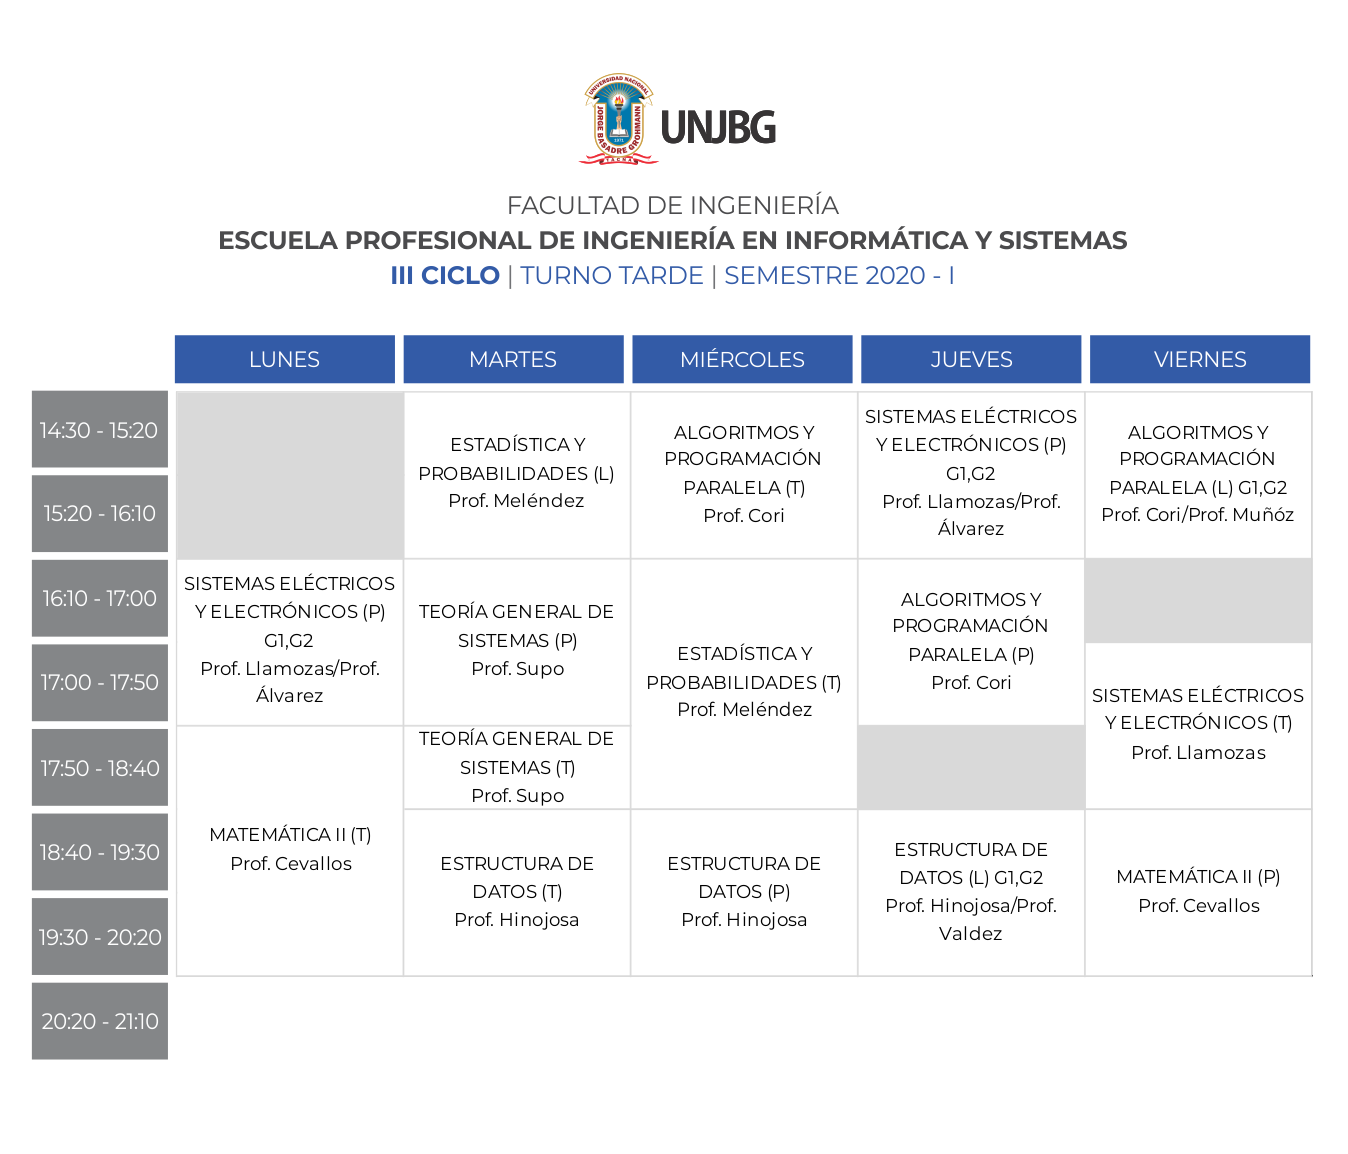 UNIVERSIDAD NACIONAL
JORGE BASADRE GROHMANN
1971
TACNA
UNJBG
FACULTAD DE INGENIERÍA
ESCUELA PROFESIONAL DE INGENIERÍA EN INFORMÁTICA Y SISTEMAS
III CICLO | TURNO TARDE | SEMESTRE 2020 - I
LUNES
MARTES
MIÉRCOLES
JUEVES
VIERNES
14:30 - 15:20
15:20 - 16:10
16:10 - 17:00
17:00 - 17:50
17:50 - 18:40
18:40 - 19:30
19:30 - 20:20
20:20 - 21:10
SISTEMAS ELÉCTRICOS
Y ELECTRÓNICOS (P)
G1,G2
Prof. Llamozas/Prof.
Álvarez
MATEMÁTICA II (T)
Prof. Cevallos
ESTADÍSTICA Y
PROBABILIDADES (L)
Prof. Meléndez
TEORÍA GENERAL DE
SISTEMAS (P)
Prof. Supo
TEORÍA GENERAL DE
SISTEMAS (T)
Prof. Supo
ESTRUCTURA DE
DATOS (T)
Prof. Hinojosa
ALGORITMOS Y
PROGRAMACIÓN
PARALELA (T)
Prof. Cori
ESTADÍSTICA Y
PROBABILIDADES (T)
Prof. Meléndez
ESTRUCTURA DE
DATOS (P)
Prof. Hinojosa
SISTEMAS ELÉCTRICOS
Y ELECTRÓNICOS (P)
G1,G2
Prof. Llamozas/Prof.
Álvarez
ALGORITMOS Y
PROGRAMACIÓN
PARALELA (P)
Prof. Cori
ESTRUCTURA DE
DATOS (L) G1,G2
Prof. Hinojosa/Prof.
Valdez
ALGORITMOS Y
PROGRAMACIÓN
PARALELA (L) G1,G2
Prof. Cori/Prof. Muñóz
SISTEMAS ELÉCTRICOS
Y ELECTRÓNICOS (T)
Prof. Llamozas
MATEMÁTICA II (P)
Prof. Cevallos